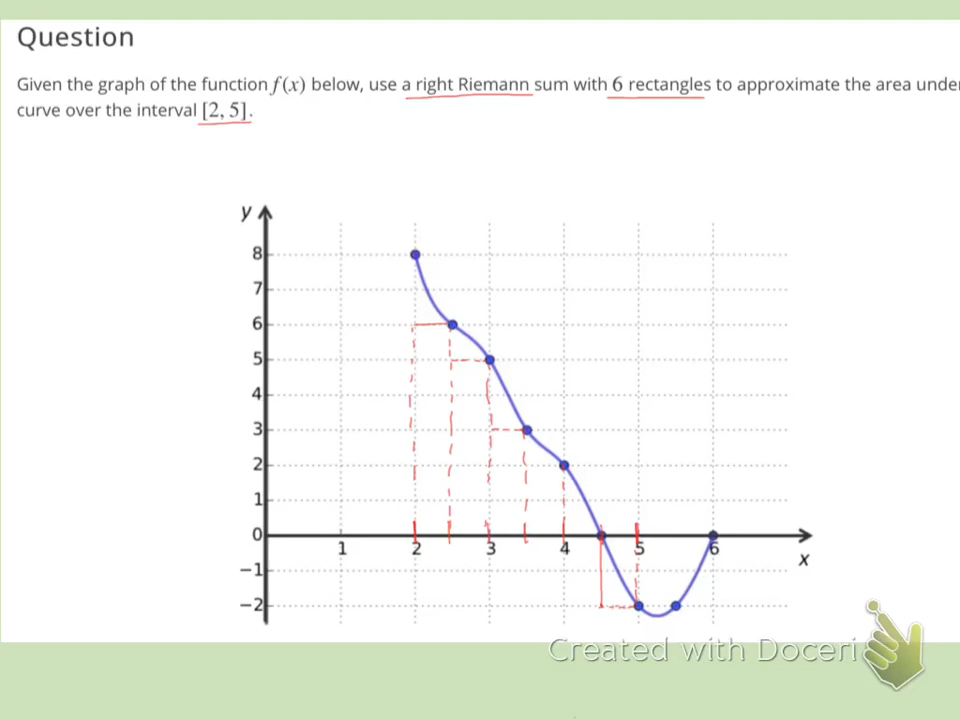 Question
Given the graph of the function f(x) below, use a right Riemann sum with 6 rectangles to approximate the area under
curve over the interval [2, 5].
y
8
7
6
5
4
3
2
1
0
−1
−2
1 2 3 4 5 6
x
Created with Doceri